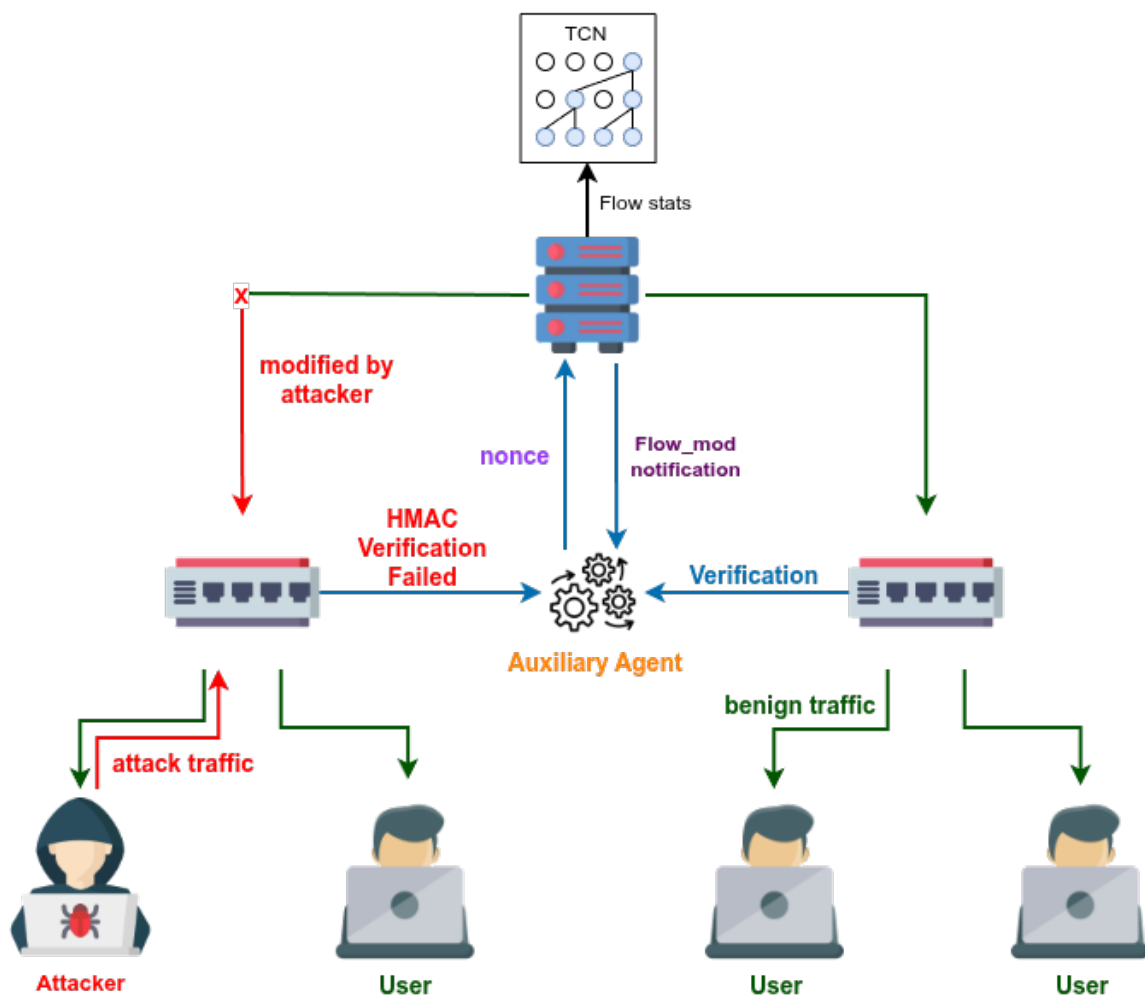 TCN
Flow stats
X
modified by
attacker
nonce
Flow_mod
notification
HMAC
Verification
Failed
Verification
Auxiliary Agent
benign traffic
attack traffic
Attacker
User
User
User